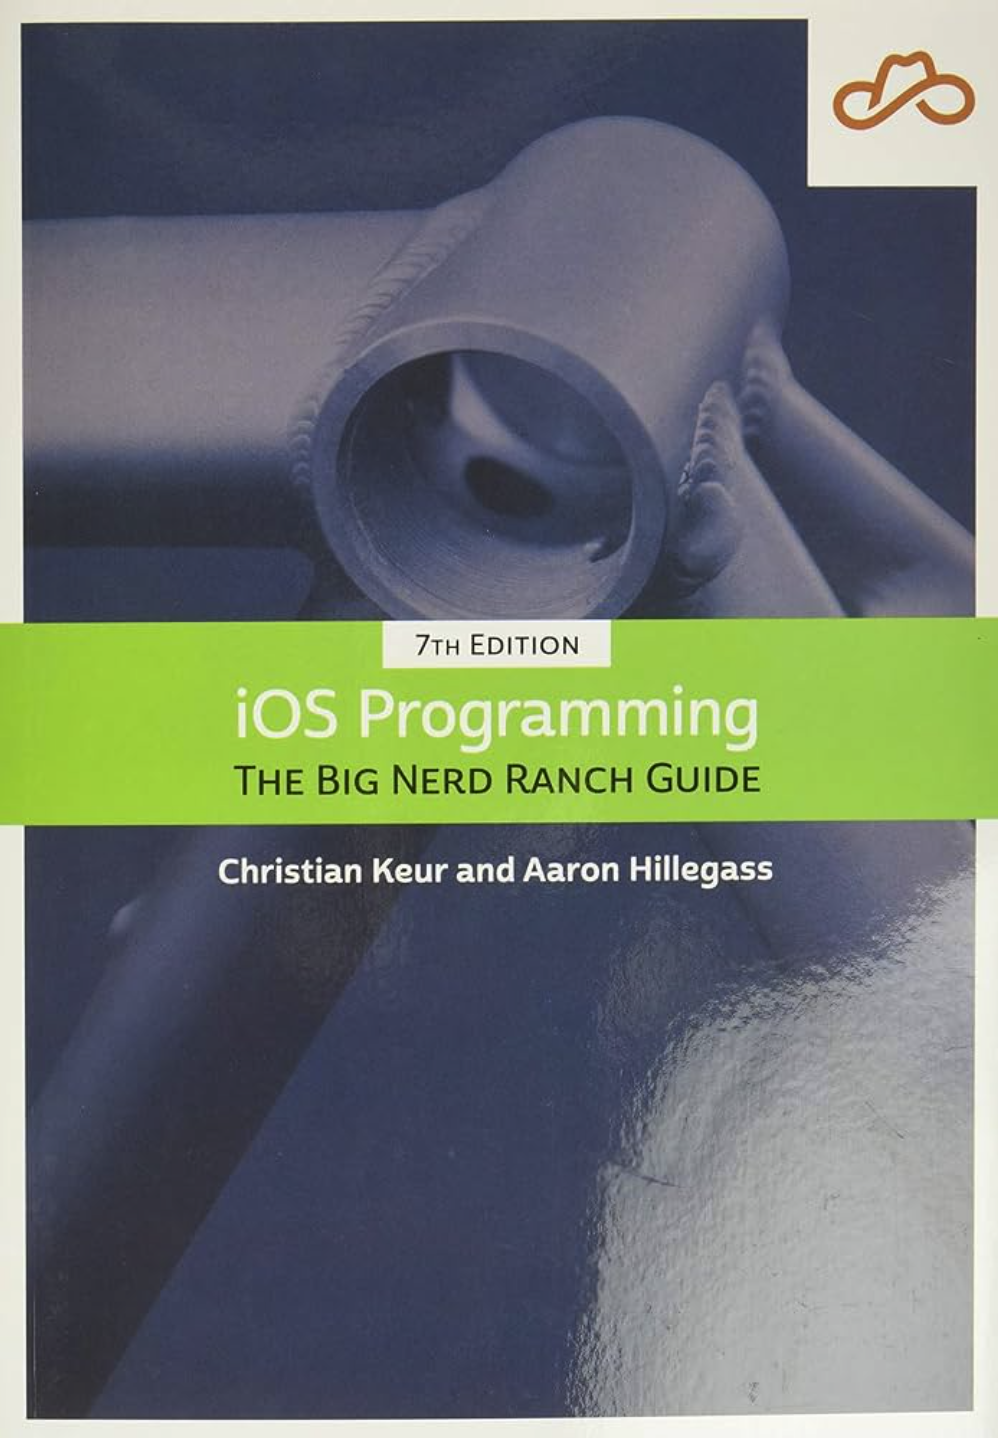 7TH EDITION
iOS Programming
THE BIG NERD RANCH GUIDE
Christian Keur and Aaron Hillegass